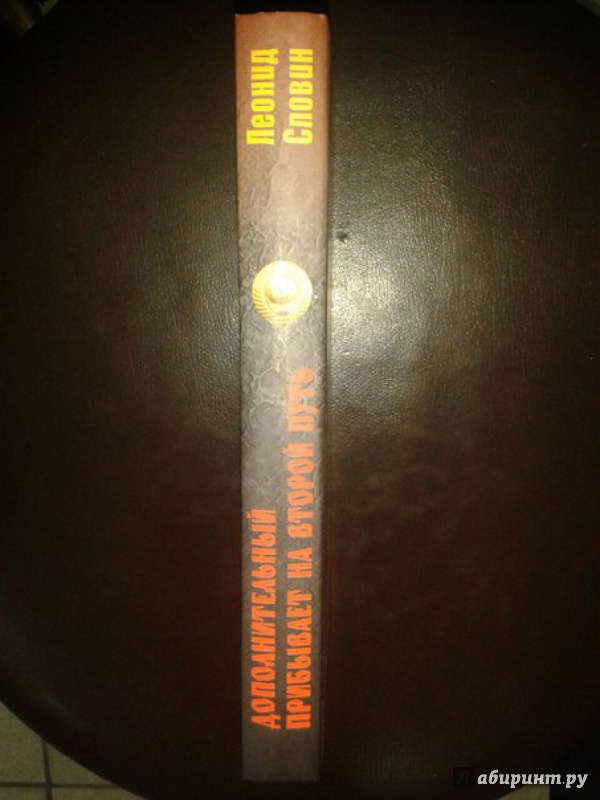 Леонид
Словин
ДОПОЛНИТЕЛЬНЫЙ
ПРИБЫВАЕТ НА ВТОРОЙ ПУТЬ
Лабиринт.ру